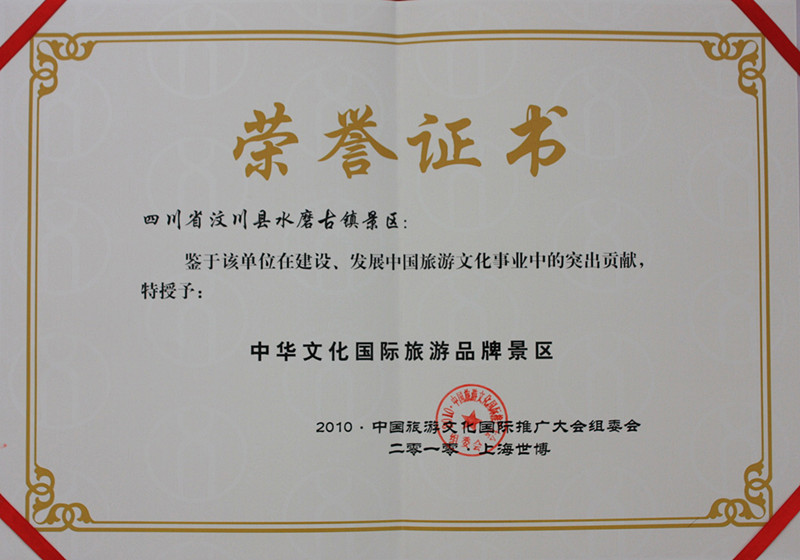 荣誉证书
四川省汶川县水磨古镇景区：
鉴于该单位在建设、发展中国旅游文化事业中的突出贡献，
特授予：
中华文化国际旅游品牌景区
2010·中国旅游文化国际推广大会组委会
二零一零·上海世博
组委会